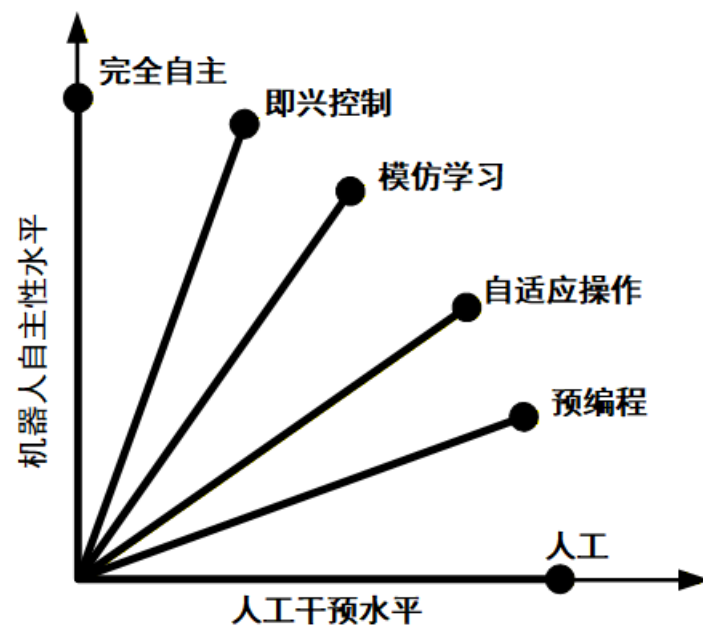 完全自主
即兴控制
模仿学习
自适应操作
预编程
人工
机器人自主性水平
人工干预水平